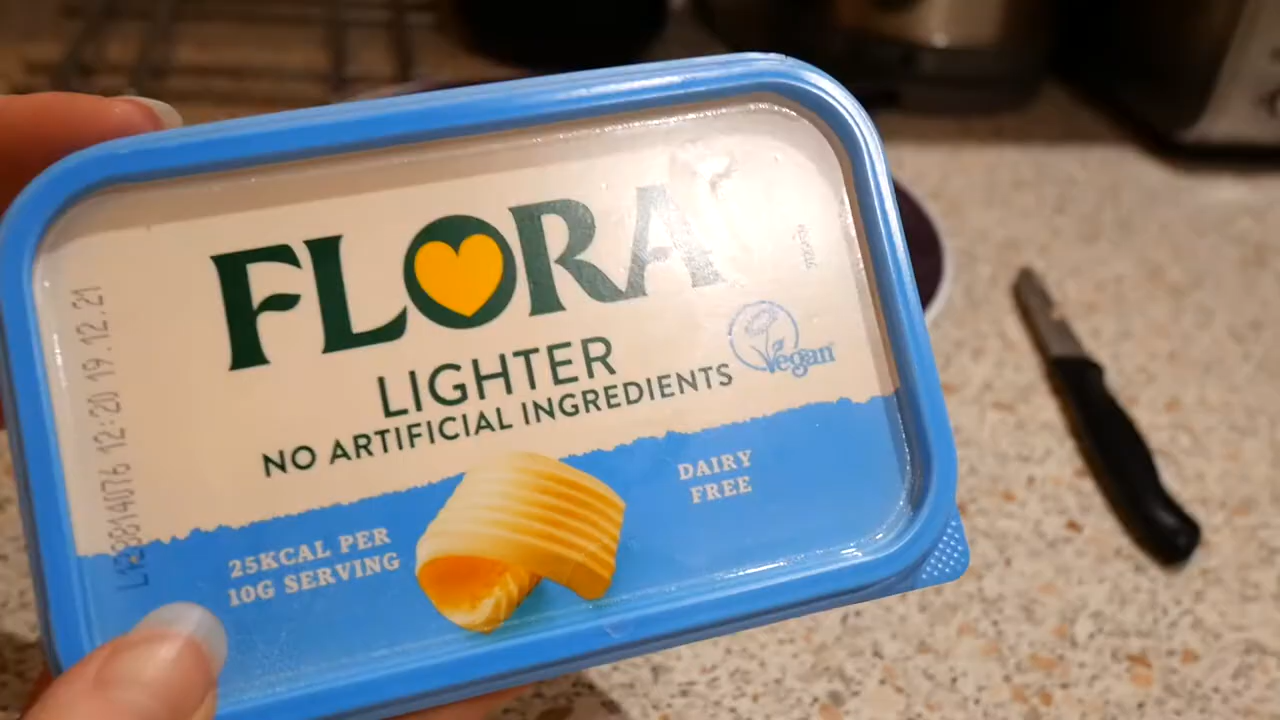 FLORA
LIGHTER
NO ARTIFICIAL INGREDIENTS
Vegan
DAIRY
FREE
25KCAL PER
10G SERVING
12:20 19.12.21